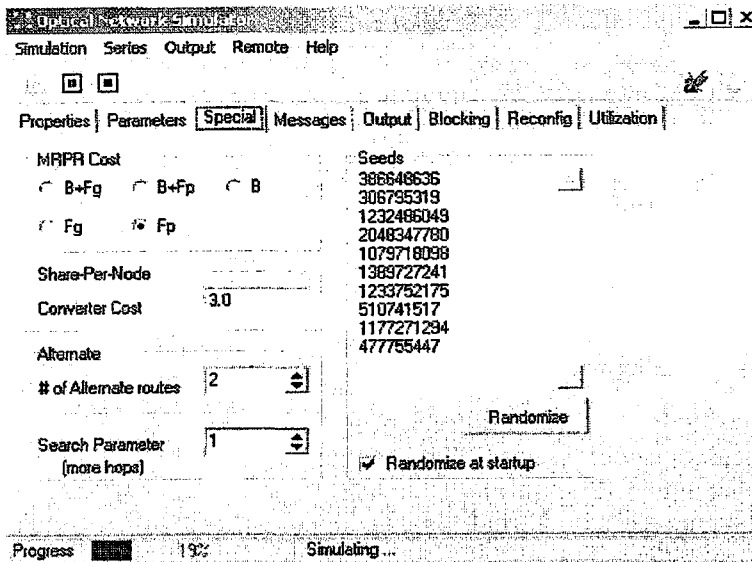 Optical Network Simulator
Simulation Series Output Remote Help
Properties Parameters Special Messages Output Blocking Reconfig Utilization
MRPR Cost
B+Fg B+Fp B
Fg Fp
Share-Per-Node
Converter Cost 3.0
Alternate
# of Alternate routes 2
Search Parameter 1
(more hops)
Seeds
386648636
306795319
1232486049
2048347780
1079718098
1389727241
1233752175
510741517
1177271294
477755447
Randomize
Randomize at startup
Progress 19% Simulating ...